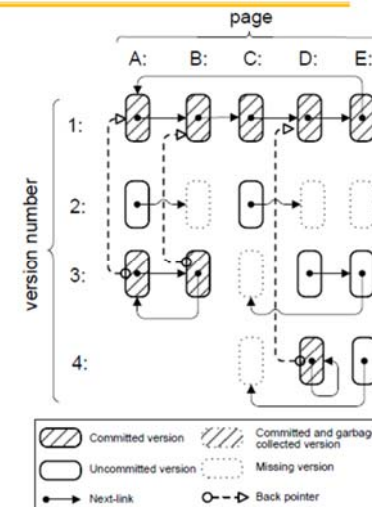 page
A: B: C: D: E:
1:
2:
3:
4:
version number
Committed version
Committed and garbage
collected version
Uncommitted version
Missing version
Next-link
Back pointer